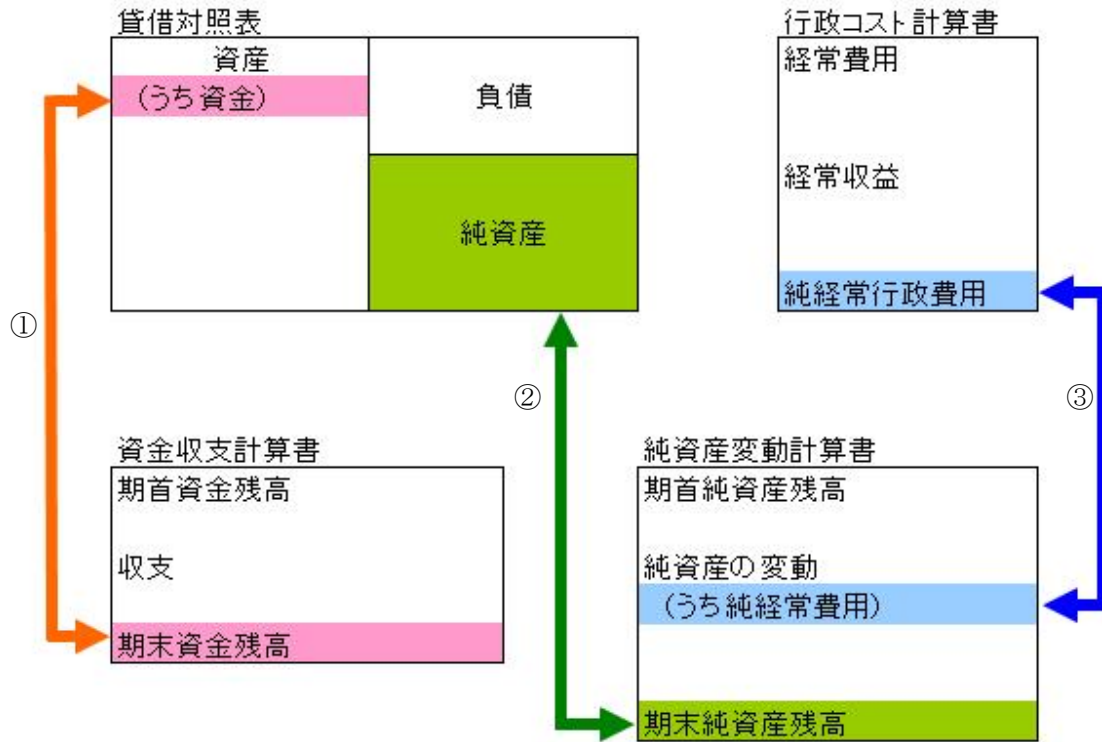 貸借対照表
資産
(うち資金)
負債
純資産
行政コスト計算書
経常費用
経常収益
純経常行政費用
①
②
③
資金収支計算書
期首資金残高
収支
期末資金残高
純資産変動計算書
期首純資産残高
純資産の変動
(うち純経常費用)
期末純資産残高